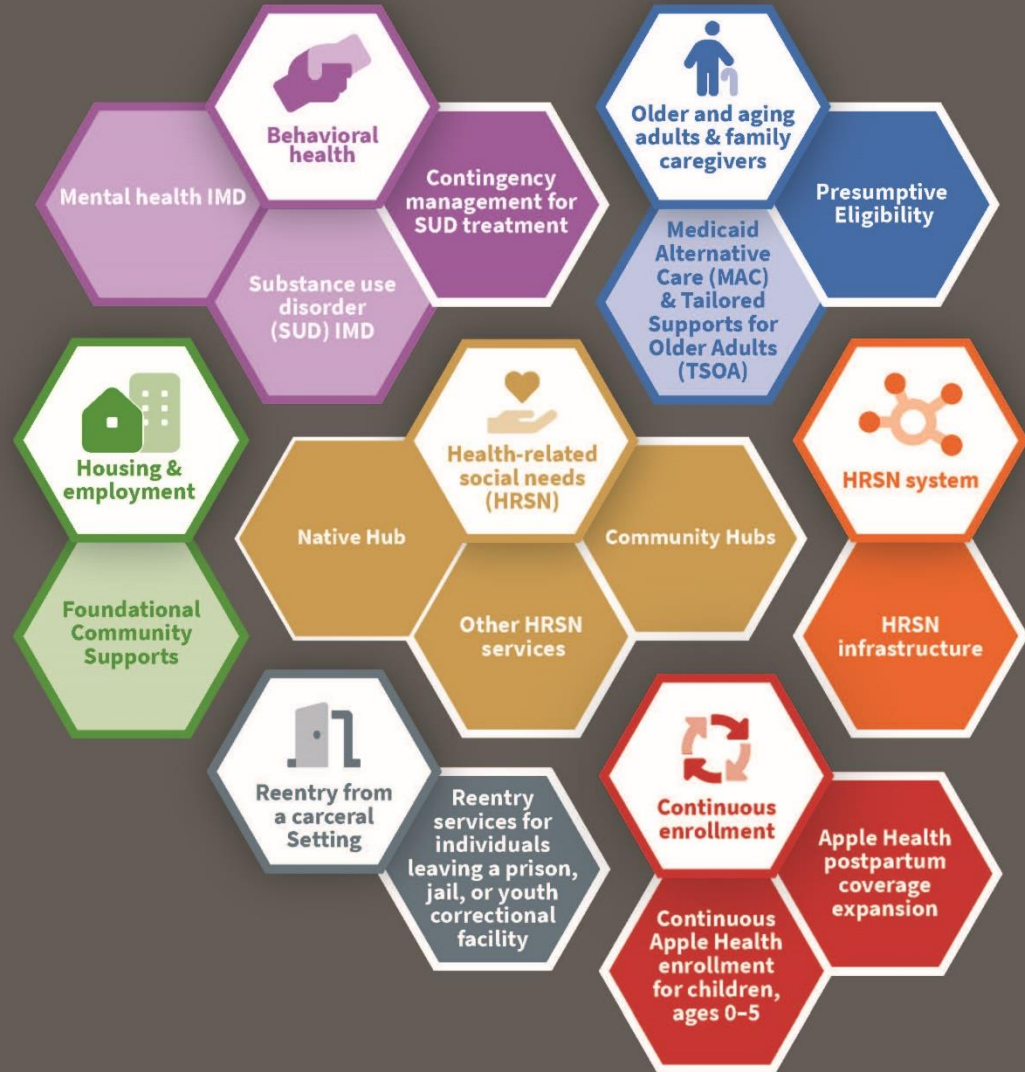 Behavioral
health
Mental health IMD
Contingency
management for
SUD treatment
Substance use
disorder
(SUD) IMD
Older and aging
adults & family
caregivers
Presumptive
Eligibility
Medicaid
Alternative
Care (MAC)
& Tailored
Supports for
Older Adults
(TSOA)
Housing &
employment
Foundational
Community
Supports
Health-related
social needs
(HRSN)
Native Hub
Community Hubs
Other HRSN
services
HRSN system
HRSN
infrastructure
Reentry from
a carceral
Setting
Reentry
services for
individuals
leaving a prison,
jail, or youth
correctional
facility
Continuous
enrollment
Apple Health
postpartum
coverage
expansion
Continuous
Apple Health
enrollment
for children,
ages 0–5